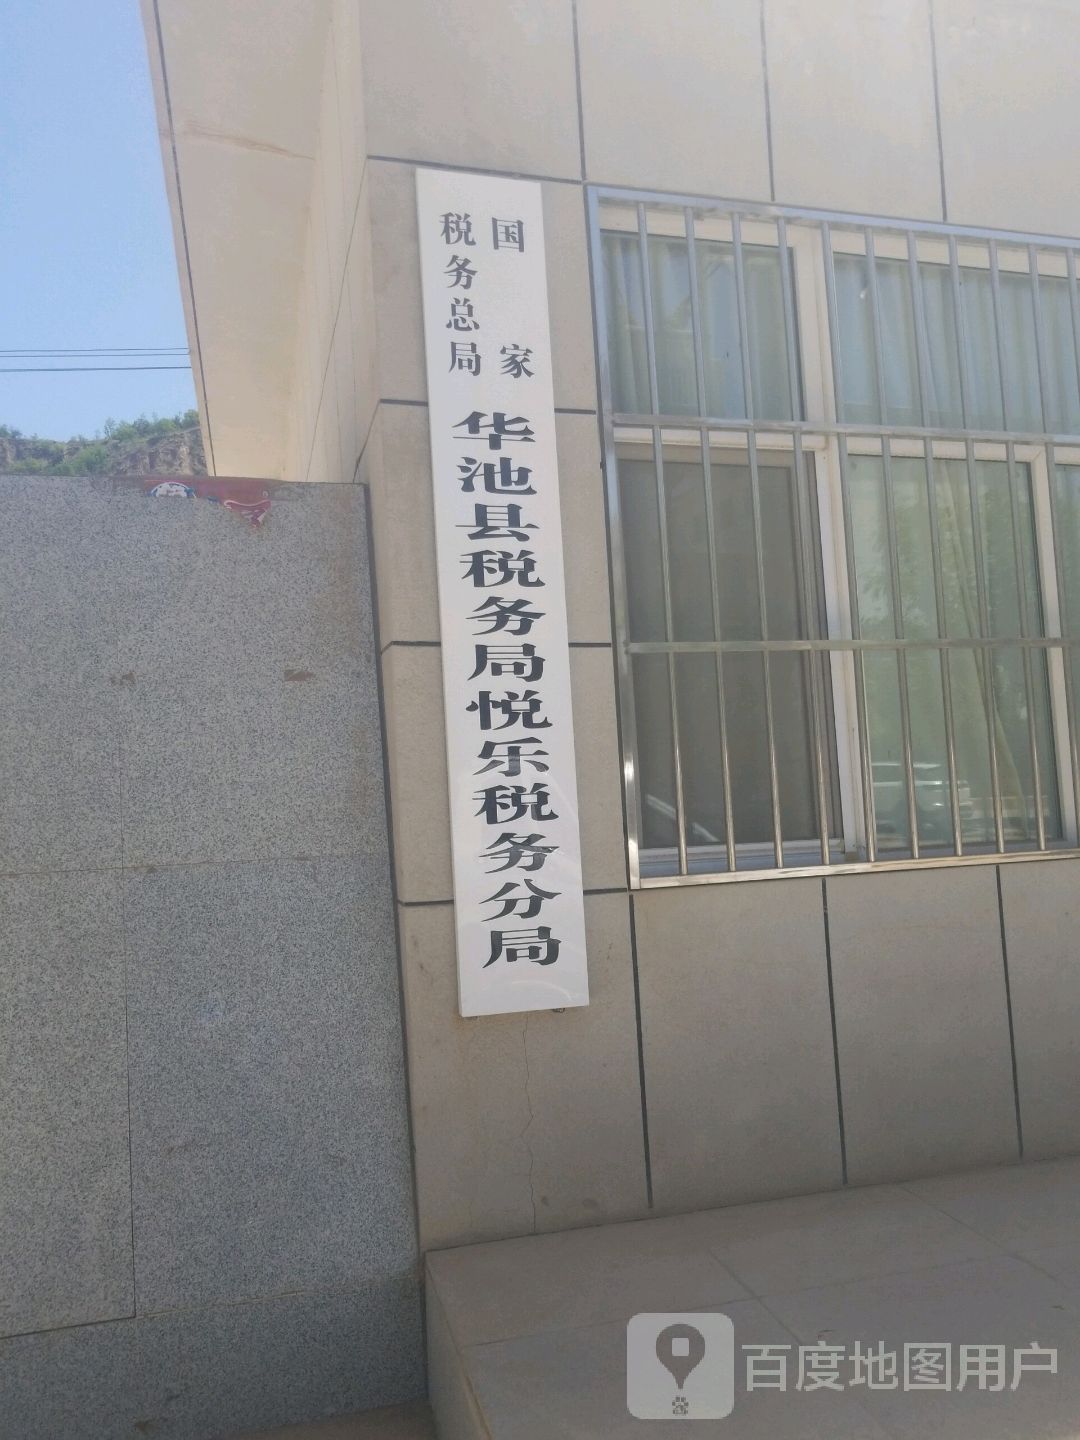 国家
税务总局
华池县税务局悦乐税务分局
百度地图用户